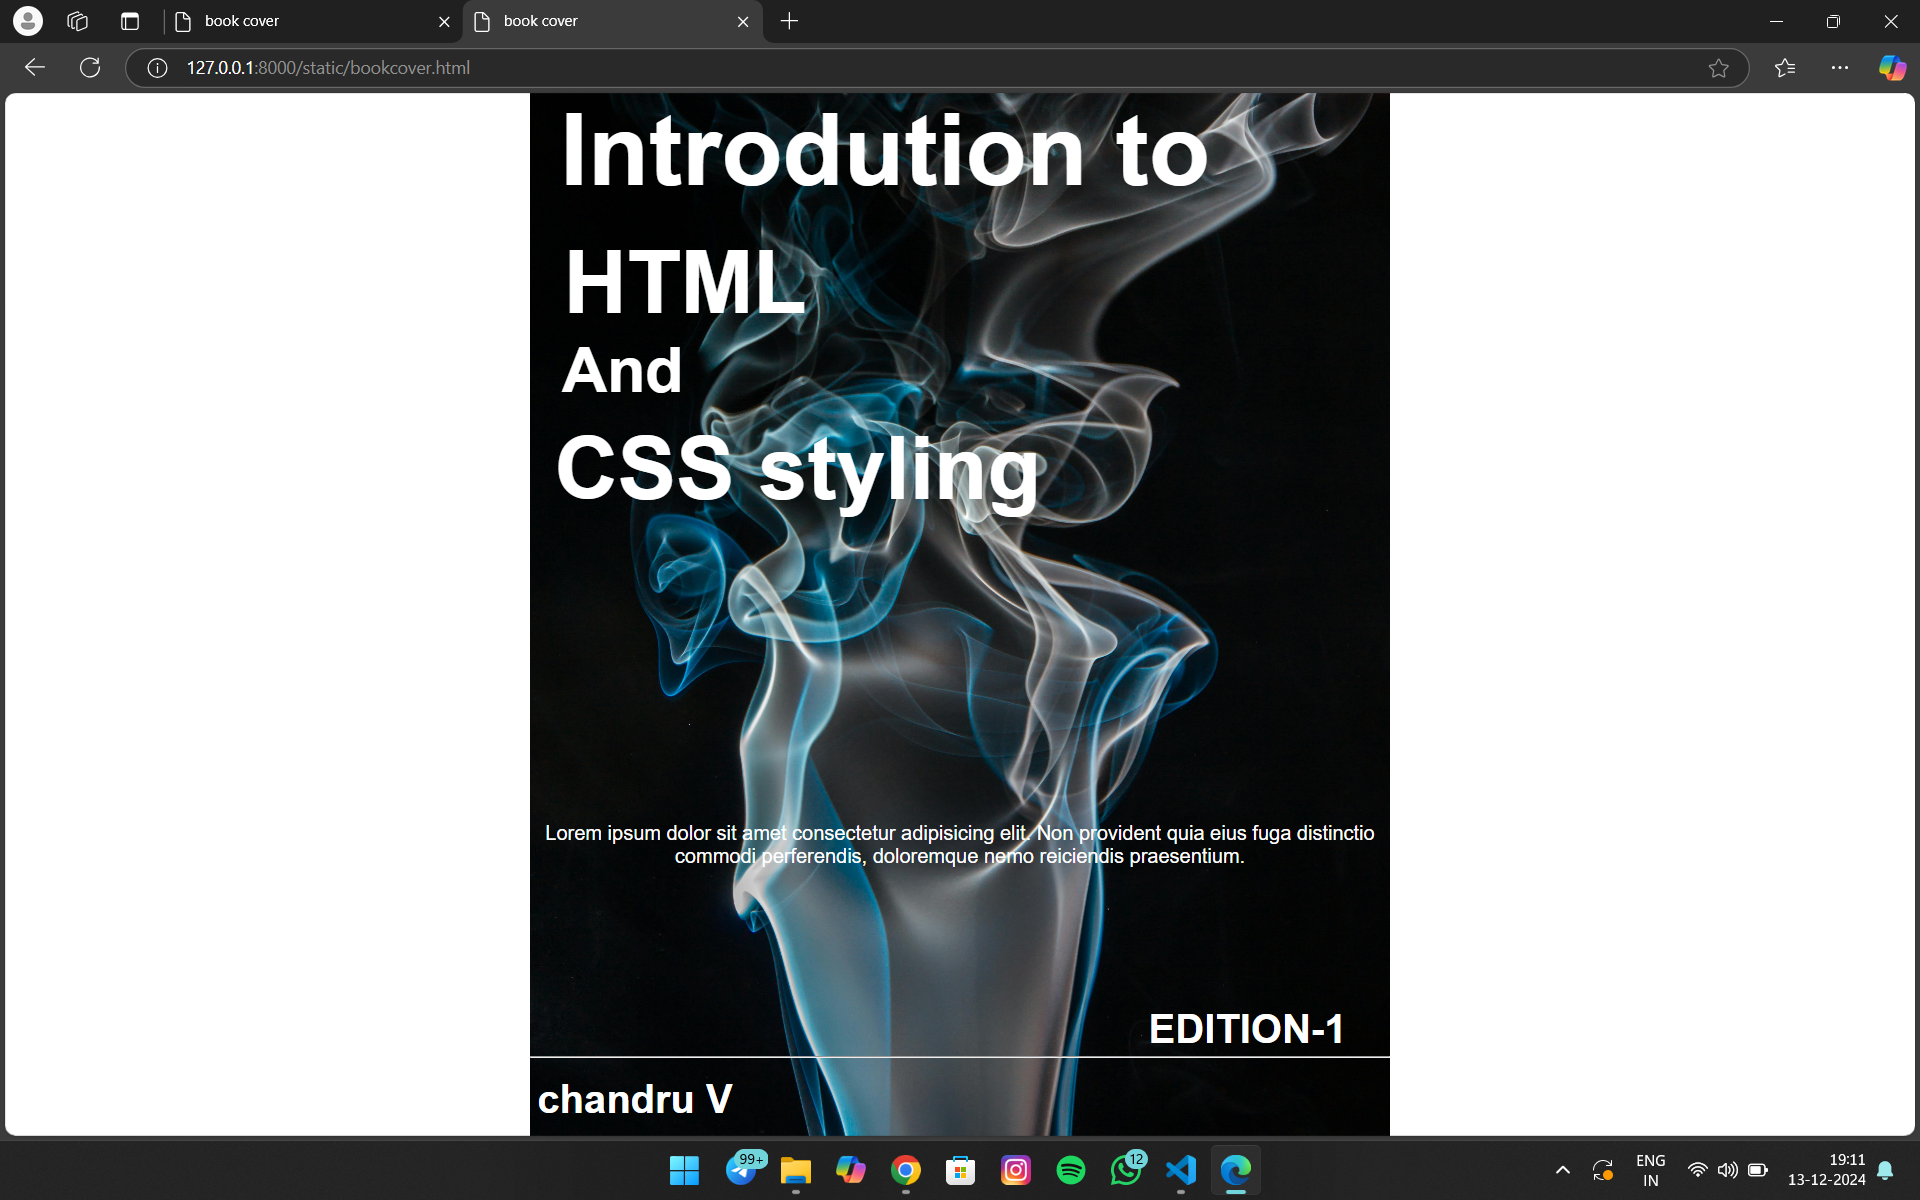 book cover
book cover
127.0.0.1:8000/static/bookcover.html
Introdution to
HTML
And
CSS styling
Lorem ipsum dolor sit amet consectetur adipisicing elit. Non provident quia eius fuga distinctio
commodi perferendis, doloremque nemo reiciendis praesentium.
EDITION-1
chandru V
99+
12
ENG
IN
19:11
13-12-2024